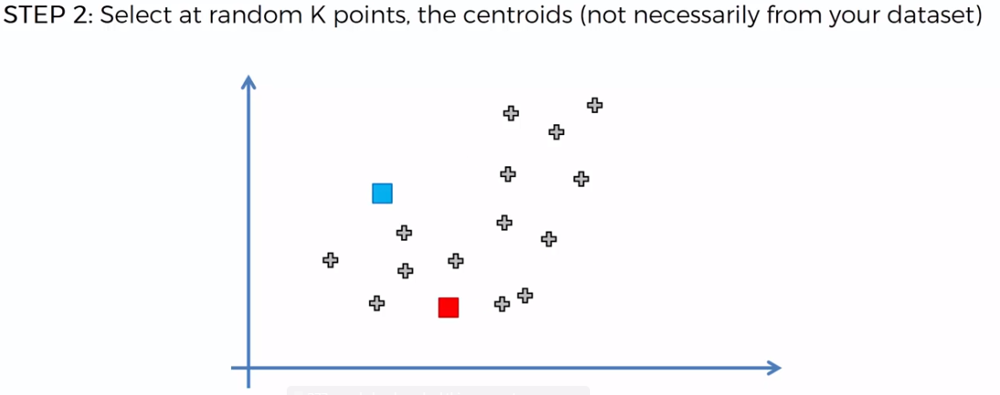 STEP 2: Select at random K points, the centroids (not necessarily from your dataset)